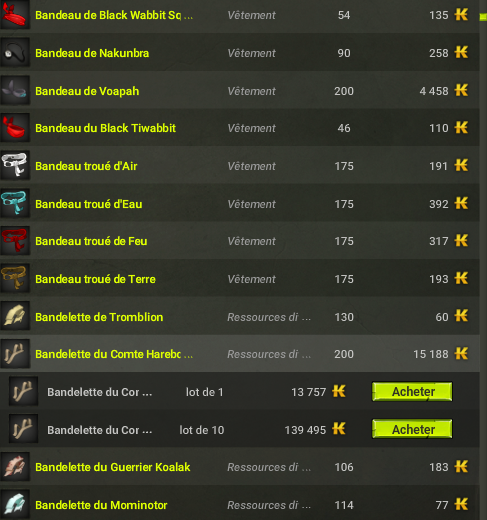 Bandeau de Black Wabbit Sq ... Vêtement 54 135
Bandeau de Nakunbra Vêtement 90 258
Bandeau de Voapah Vêtement 200 4 458
Bandeau du Black Tiwabbit Vêtement 46 110
Bandeau troué d'Air Vêtement 175 191
Bandeau troué d'Eau Vêtement 175 392
Bandeau troué de Feu Vêtement 175 317
Bandeau troué de Terre Vêtement 175 193
Bandelette de Tromblion Ressources di ... 130 60
Bandelette du Comte Harebc ... Ressources di ... 200 15 188
Bandelette du Cor ... lot de 1 13 757 Acheter
Bandelette du Cor ... lot de 10 139 495 Acheter
Bandelette du Guerrier Koalak Ressources di ... 106 183
Bandelette du Mominotor Ressources di ... 114 77